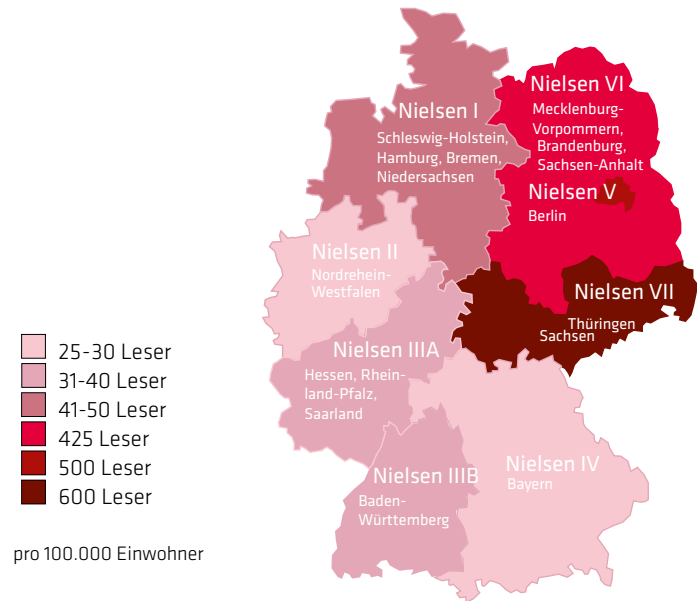 Nielsen I
Schleswig-Holstein,
Hamburg, Bremen,
Niedersachsen
Nielsen VI
Mecklenburg-
Vorpommern,
Brandenburg,
Sachsen-Anhalt
Nielsen V
Berlin
Nielsen II
Nordrehein-
Westfalen
Nielsen VII
Thüringen
Sachsen
Nielsen IIIA
Hessen, Rhein-
land-Pfalz,
Saarland
Nielsen IIIB
Baden-
Württemberg
Nielsen IV
Bayern
25-30 Leser
31-40 Leser
41-50 Leser
425 Leser
500 Leser
600 Leser
pro 100.000 Einwohner